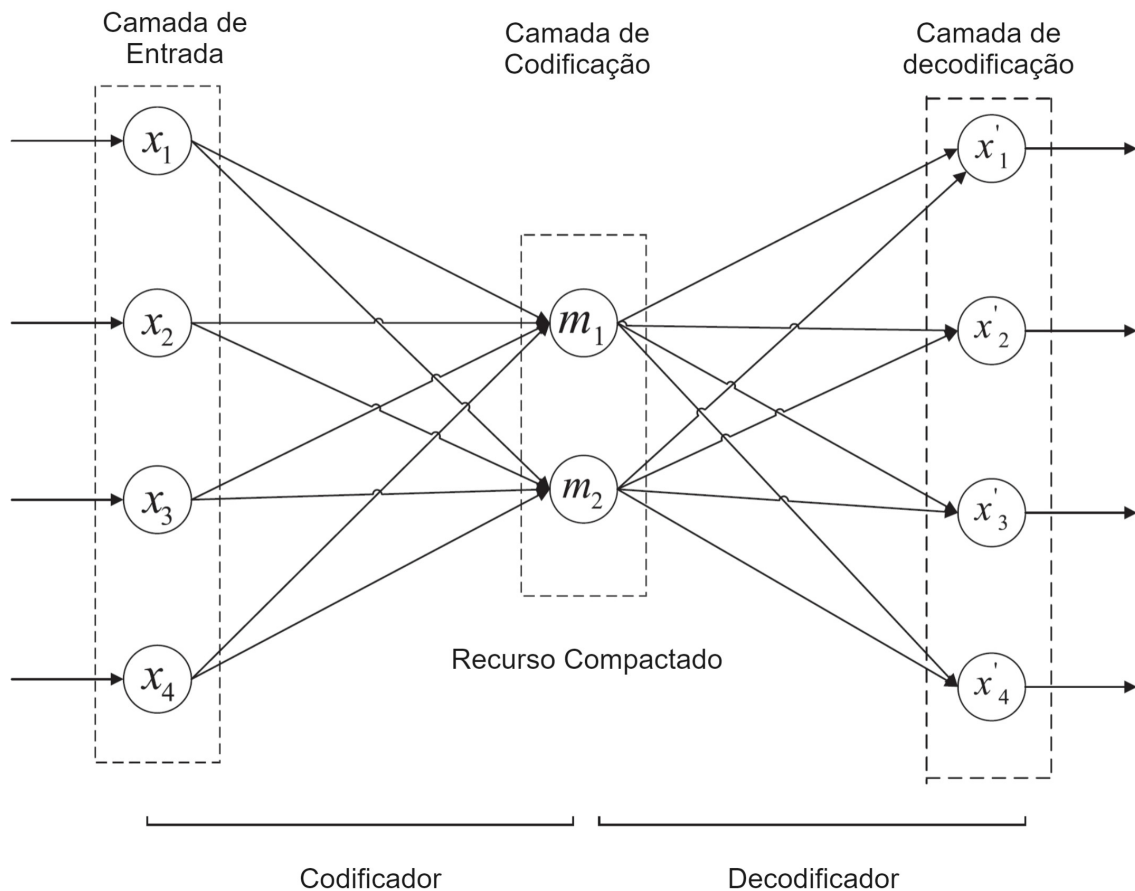 Camada de
Entrada
Camada de
Codificação
Camada de
decodificação
x₁
x₂
x₃
x₄
m₁
m₂
x'₁
x'₂
x'₃
x'₄
Recurso Compactado
Codificador
Decodificador